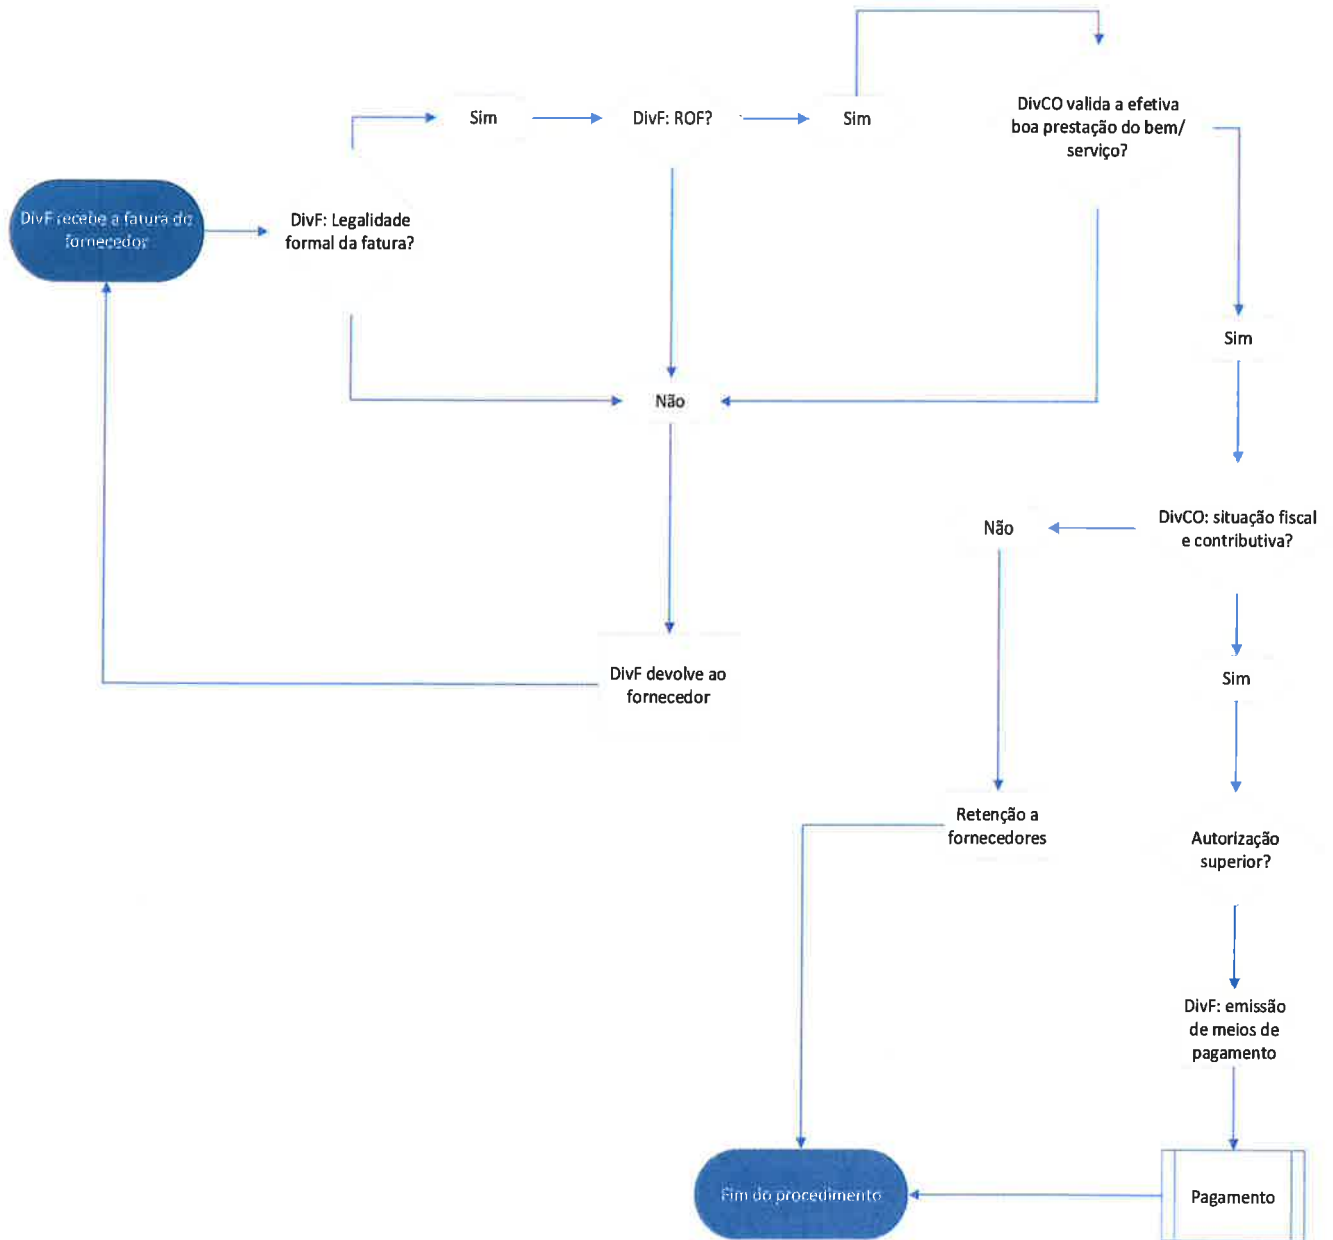 Sim
DivF: ROF?
Sim
DivCO valida a efetiva
boa prestação do bem/
serviço?
DivF recebe a fatura do
fornecedor
DivF: Legalidade
formal da fatura?
Sim
Não
Não
DivCO: situação fiscal
e contributiva?
DivF devolve ao
fornecedor
Sim
Retenção a
fornecedores
Autorização
superior?
DivF: emissão
de meios de
pagamento
Fim do procedimento
Pagamento